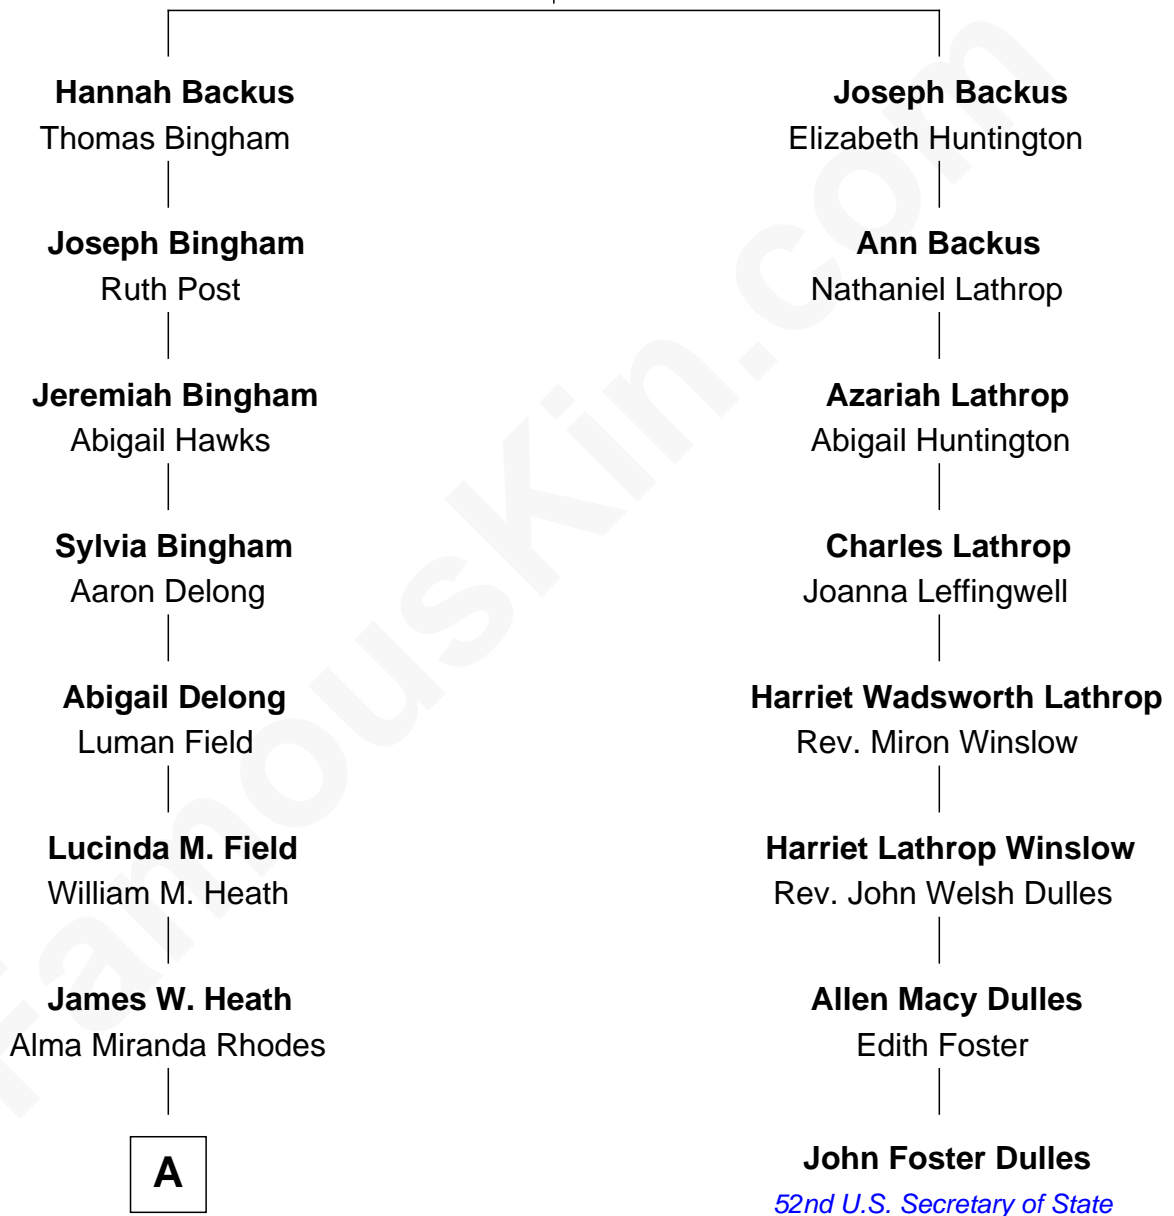 Hannah Backus
Thomas Bingham
Joseph Bingham
Ruth Post
Jeremiah Bingham
Abigail Hawks
Sylvia Bingham
Aaron Delong
Abigail Delong
Luman Field
Lucinda M. Field
William M. Heath
James W. Heath
Alma Miranda Rhodes
A
Joseph Backus
Elizabeth Huntington
Ann Backus
Nathaniel Lathrop
Azariah Lathrop
Abigail Huntington
Charles Lathrop
Joanna Leffingwell
Harriet Wadsworth Lathrop
Rev. Miron Winslow
Harriet Lathrop Winslow
Rev. John Welsh Dulles
Allen Macy Dulles
Edith Foster
John Foster Dulles
52nd U.S. Secretary of State
FamousKin.com